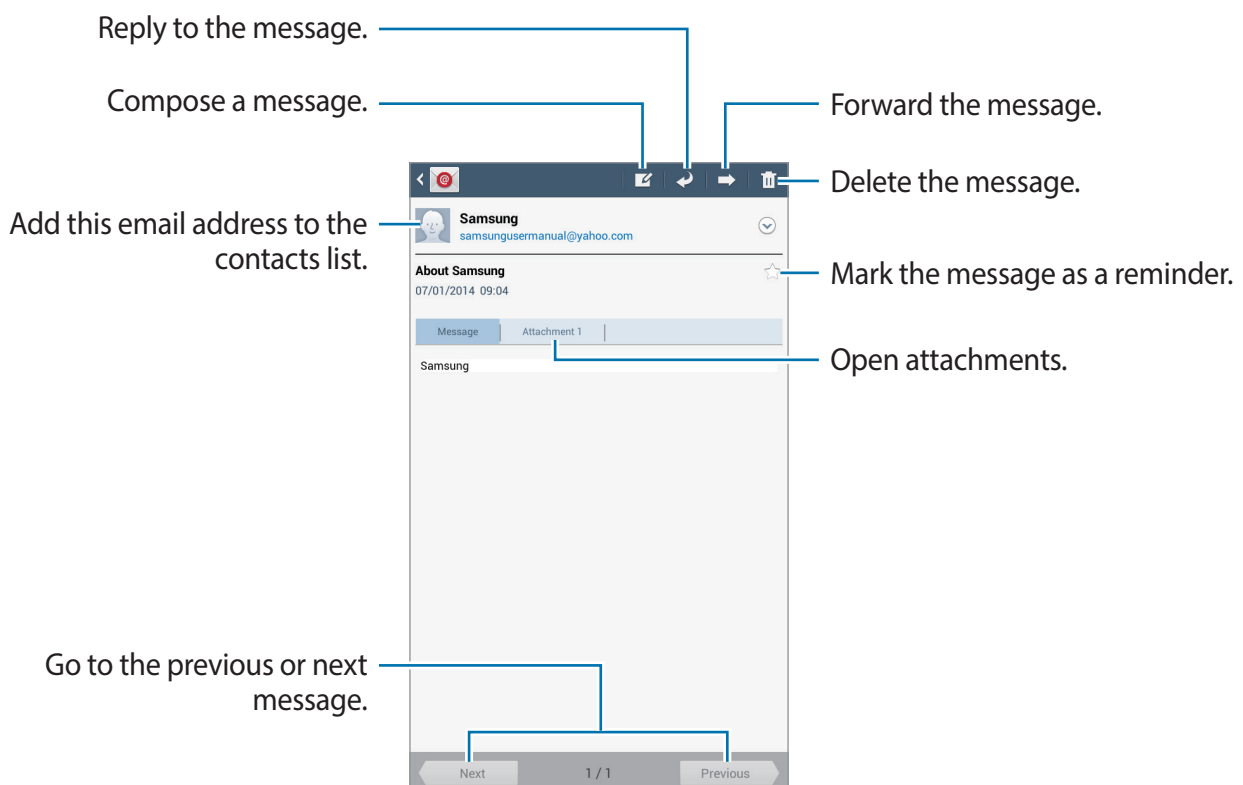 Reply to the message.
Compose a message.
Forward the message.
@
Delete the message.
Samsung
samsungusermanual@yahoo.com
Add this email address to the
contacts list.
About Samsung
07/01/2014 09:04
Mark the message as a reminder.
Message
Attachment 1
Open attachments.
Samsung
Go to the previous or next
message.
Next
1 / 1
Previous